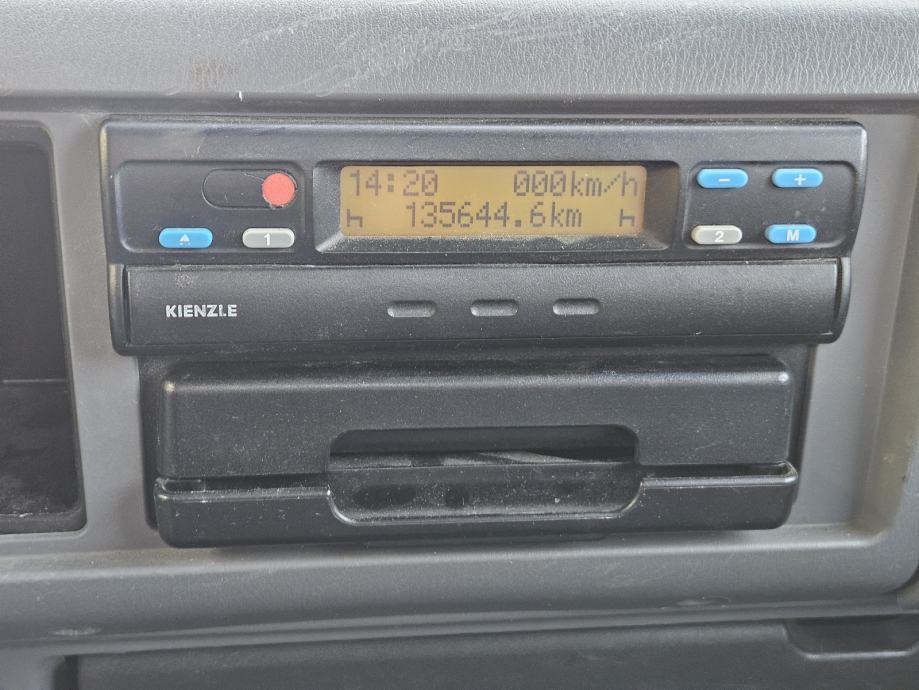 14:20 000km/h
h 135644.6km h
1
- +
2 M
KIENZLE